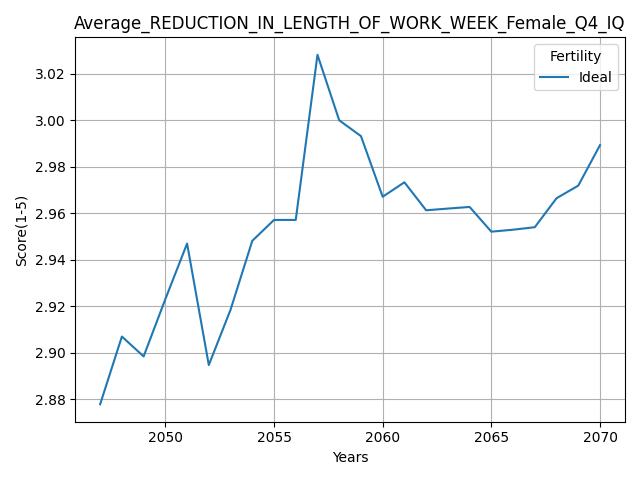 Average_REDUCTION_IN_LENGTH_OF_WORK_WEEK_Female_Q4_IQ
Fertility
Ideal
Score(1-5)
3.02
3.00
2.98
2.96
2.94
2.92
2.90
2.88
2050
2055
2060
2065
2070
Years